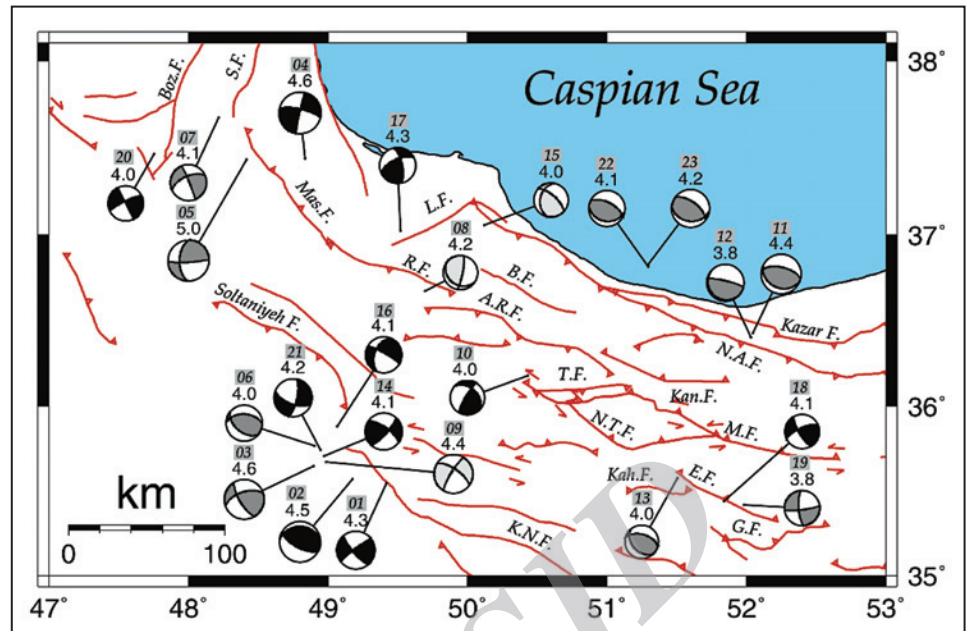 Caspian Sea
Boz.F.
S.F.
04
4.6
17
4.3
07
4.1
20
4.0
05
5.0
Mas.F.
L.F.
15
4.0
22
4.1
23
4.2
08
4.2
12
3.8
11
4.4
R.F.
B.F.
A.R.F.
Kazar F.
N.A.F.
Soltaniyeh F.
16
4.1
21
4.2
10
4.0
T.F.
Kan.F.
06
4.0
14
4.1
09
4.4
N.T.F.
M.F.
18
4.1
03
4.6
02
4.5
01
4.3
Kah.F.
E.F.
19
3.8
13
4.0
G.F.
K.N.F.
km
0 100
38°
37°
36°
35°
47° 48° 49° 50° 51° 52° 53°
SID